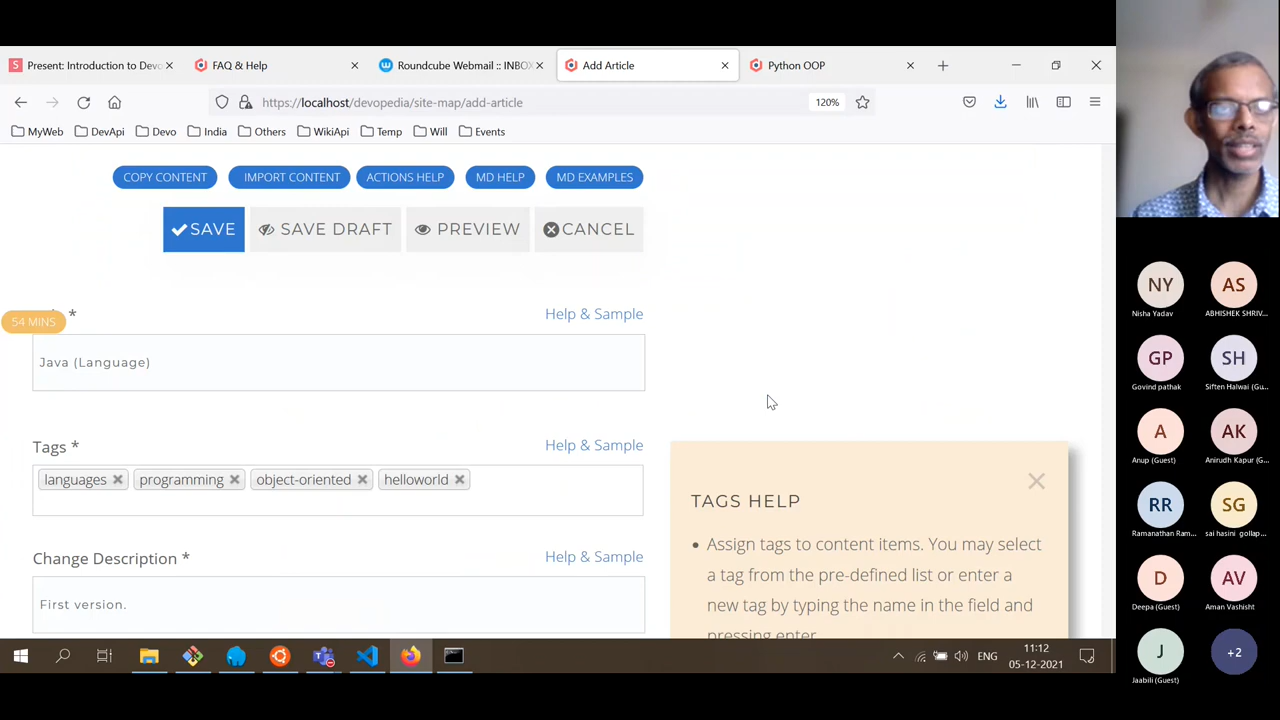 Present: Introduction to Devo
FAQ & Help
Roundcube Webmail :: INBO
Add Article
Python OOP
https://localhost/devopedia/site-map/add-article
120%
MyWeb
DevApi
Devo
India
Others
WikiApi
Temp
Will
Events
COPY CONTENT
IMPORT CONTENT
ACTIONS HELP
MD HELP
MD EXAMPLES
SAVE
SAVE DRAFT
PREVIEW
CANCEL
54 MINS
*
Help & Sample
Java (Language)
Tags *
Help & Sample
languages
programming
object-oriented
helloworld
TAGS HELP
Assign tags to content items. You may select
a tag from the pre-defined list or enter a
new tag by typing the name in the field and
pressing enter
Change Description *
Help & Sample
First version.
ENG
11:12
05-12-2021
NY
Nisha Yadav
AS
ABHISHEK SHRIV...
GP
Govind pathak
SH
Siften Halwai (Gu...
A
Anup (Guest)
AK
Anirudh Kapur (G...
RR
Ramanathan Ram...
SG
sai hasini gollap...
D
Deepa (Guest)
AV
Aman Vashisht
J
Jaabili (Guest)
+2